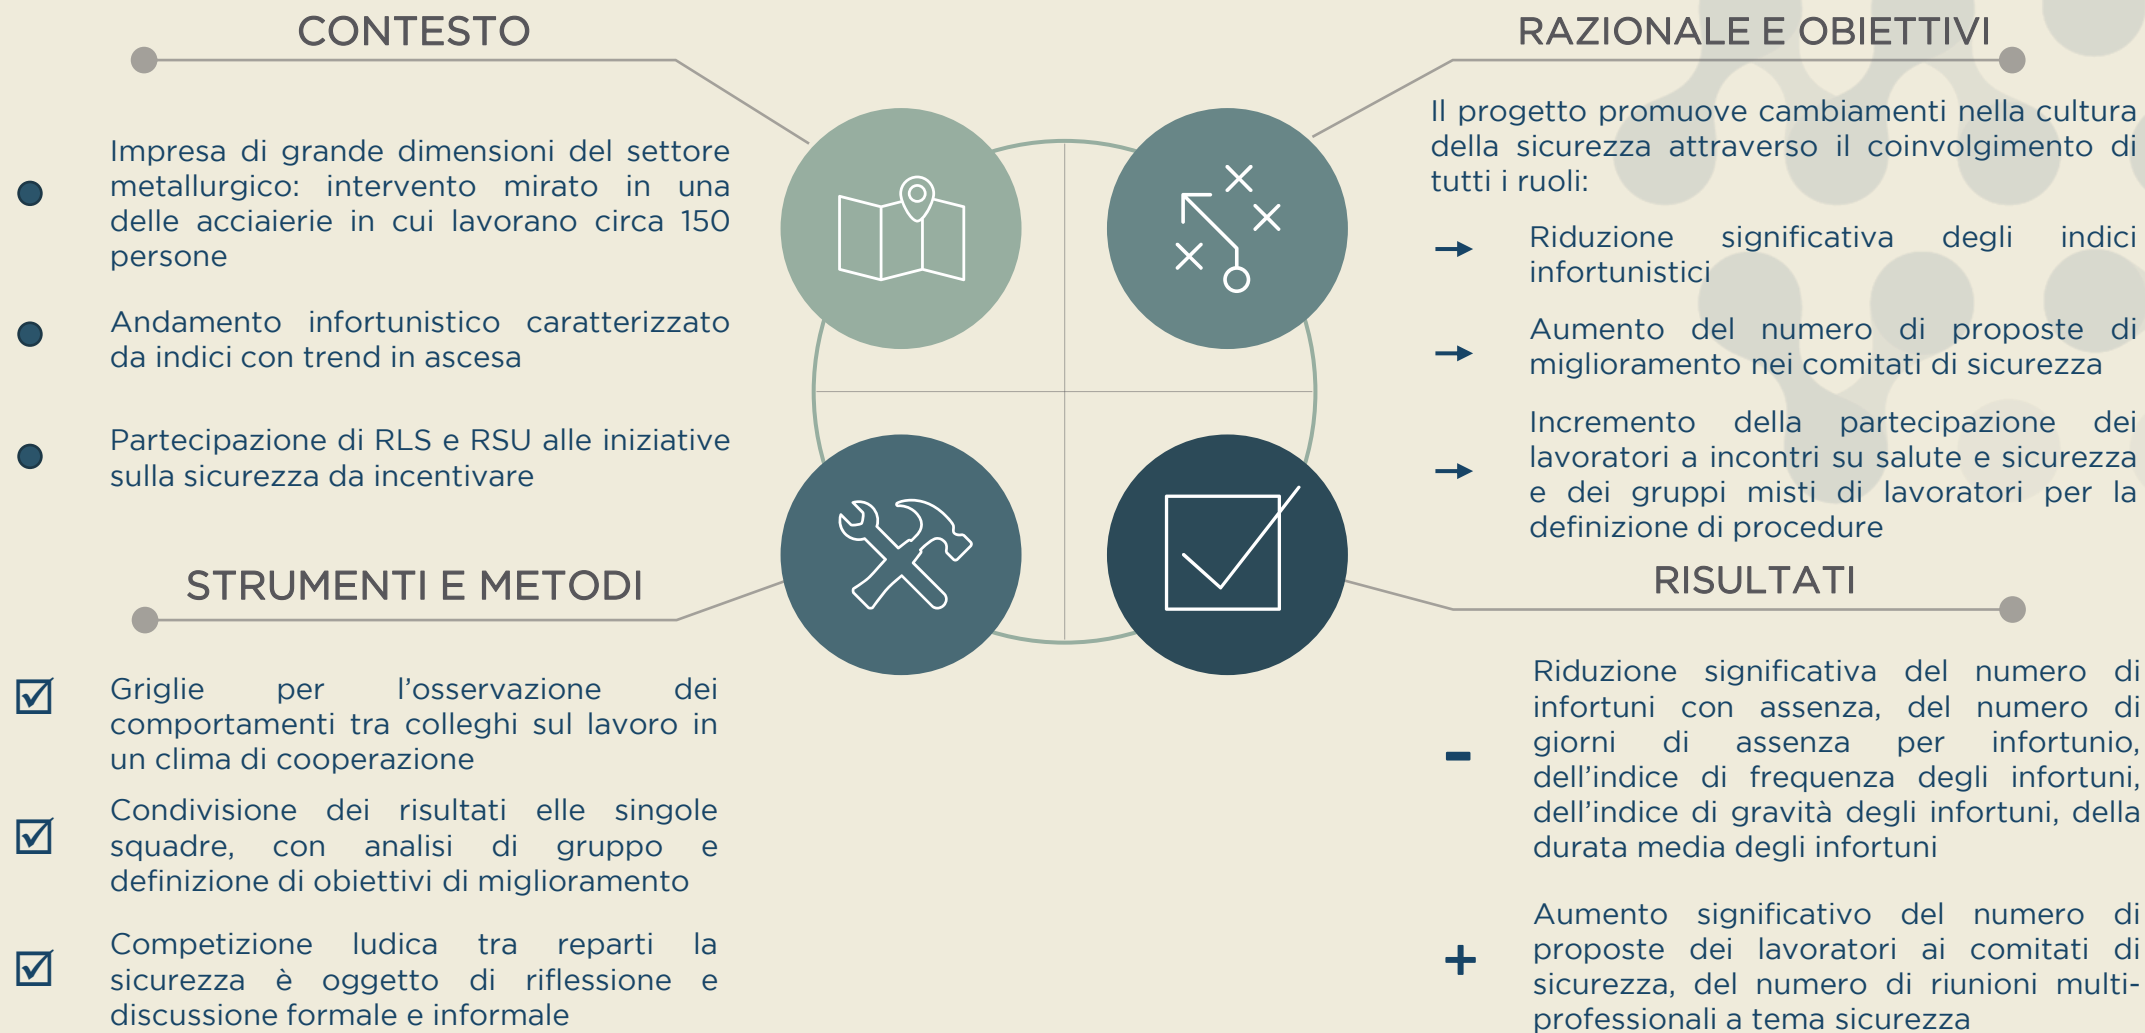 CONTESTO
Impresa di grande dimensioni del settore
metallurgico: intervento mirato in una
delle acciaierie in cui lavorano circa 150
persone
Andamento infortunistico caratterizzato
da indici con trend in ascesa
Partecipazione di RLS e RSU alle iniziative
sulla sicurezza da incentivare
RAZIONALE E OBIETTIVI
Il progetto promuove cambiamenti nella cultura
della sicurezza attraverso il coinvolgimento di
tutti i ruoli:
Riduzione significativa degli indici
infortunistici
Aumento del numero di proposte di
miglioramento nei comitati di sicurezza
Incremento della partecipazione dei
lavoratori a incontri su salute e sicurezza
e dei gruppi misti di lavoratori per la
definizione di procedure
STRUMENTI E METODI
Griglie per l'osservazione dei
comportamenti tra colleghi sul lavoro in
un clima di cooperazione
Condivisione dei risultati elle singole
squadre, con analisi di gruppo e
definizione di obiettivi di miglioramento
Competizione ludica tra reparti la
sicurezza è oggetto di riflessione e
discussione formale e informale
RISULTATI
Riduzione significativa del numero di
infortuni con assenza, del numero di
giorni di assenza per infortunio,
dell'indice di frequenza degli infortuni,
dell'indice di gravità degli infortuni, della
durata media degli infortuni
Aumento significativo del numero di
proposte dei lavoratori ai comitati di
sicurezza, del numero di riunioni multi-
professionali a tema sicurezza